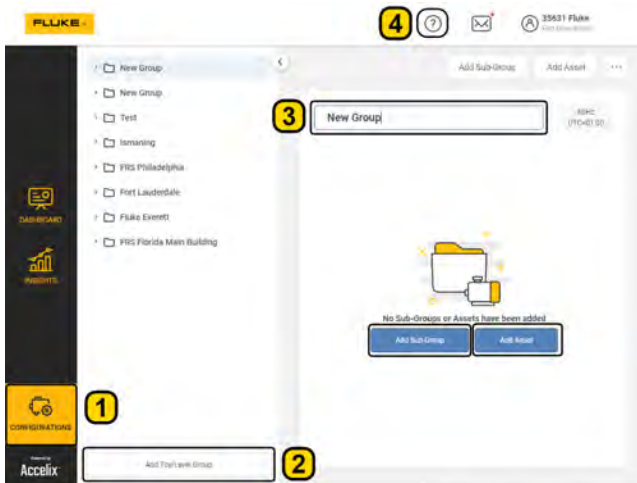 FLUKE
4
?
35631 Fluke
New Group
Add Sub-Group
Add Asset
...
New Group
3
New Group
Test
Ismaning
FRS Philadelphia
Fort Lauderdale
DASHBOARD
Fluke Everett
FRS Florida Main Building
INSIGHTS
No Sub-Groups or Assets have been added
Add Sub-Group
Add Asset
1
CONFIGURATIONS
Powered by
Accelix
Add Top Level Group
2